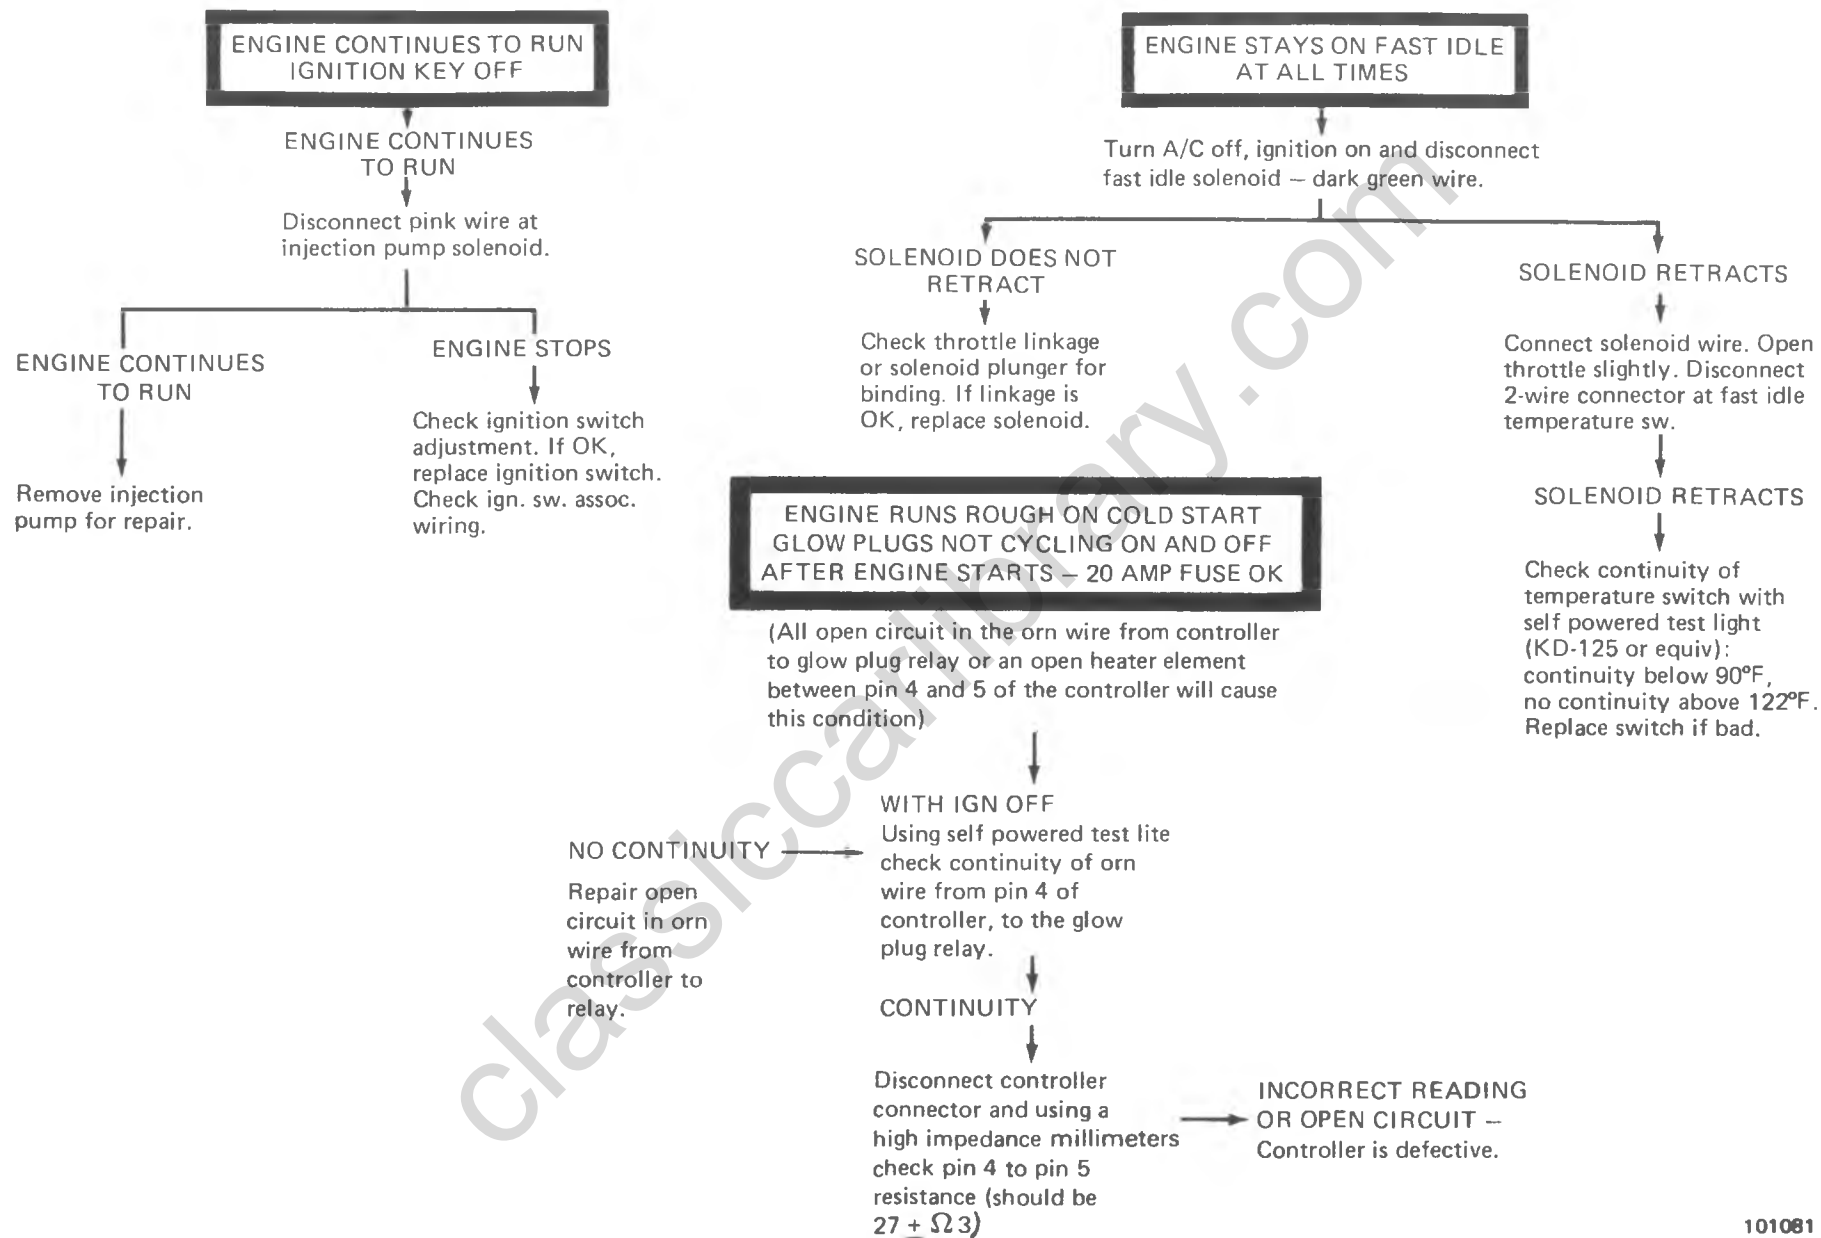 ENGINE CONTINUES TO RUN
IGNITION KEY OFF
ENGINE CONTINUES
TO RUN
Disconnect pink wire at
injection pump solenoid.
ENGINE CONTINUES
TO RUN
Remove injection
pump for repair.
ENGINE STOPS
Check ignition switch
adjustment. If OK,
replace ignition switch.
Check ign. sw. assoc.
wiring.
ENGINE STAYS ON FAST IDLE
AT ALL TIMES
Turn A/C off, ignition on and disconnect
fast idle solenoid — dark green wire.
SOLENOID DOES NOT
RETRACT
Check throttle linkage
or solenoid plunger for
binding. If linkage is
OK, replace solenoid.
SOLENOID RETRACTS
Connect solenoid wire. Open
throttle slightly. Disconnect
2-wire connector at fast idle
temperature sw.
SOLENOID RETRACTS
Check continuity of
temperature switch with
self powered test light
(KD-125 or equiv):
continuity below 90°F,
no continuity above 122°F.
Replace switch if bad.
ENGINE RUNS ROUGH ON COLD START
GLOW PLUGS NOT CYCLING ON AND OFF
AFTER ENGINE STARTS — 20 AMP FUSE OK
(All open circuit in the orn wire from controller
to glow plug relay or an open heater element
between pin 4 and 5 of the controller will cause
this condition)
WITH IGN OFF
Using self powered test lite
check continuity of orn
wire from pin 4 of
controller, to the glow
plug relay.
NO CONTINUITY
Repair open
circuit in orn
wire from
controller to
relay.
CONTINUITY
Disconnect controller
connector and using a
high impedance millimeters
check pin 4 to pin 5
resistance (should be
27 ± Ω 3)
INCORRECT READING
OR OPEN CIRCUIT —
Controller is defective.
101081
classiccarlibrary.com